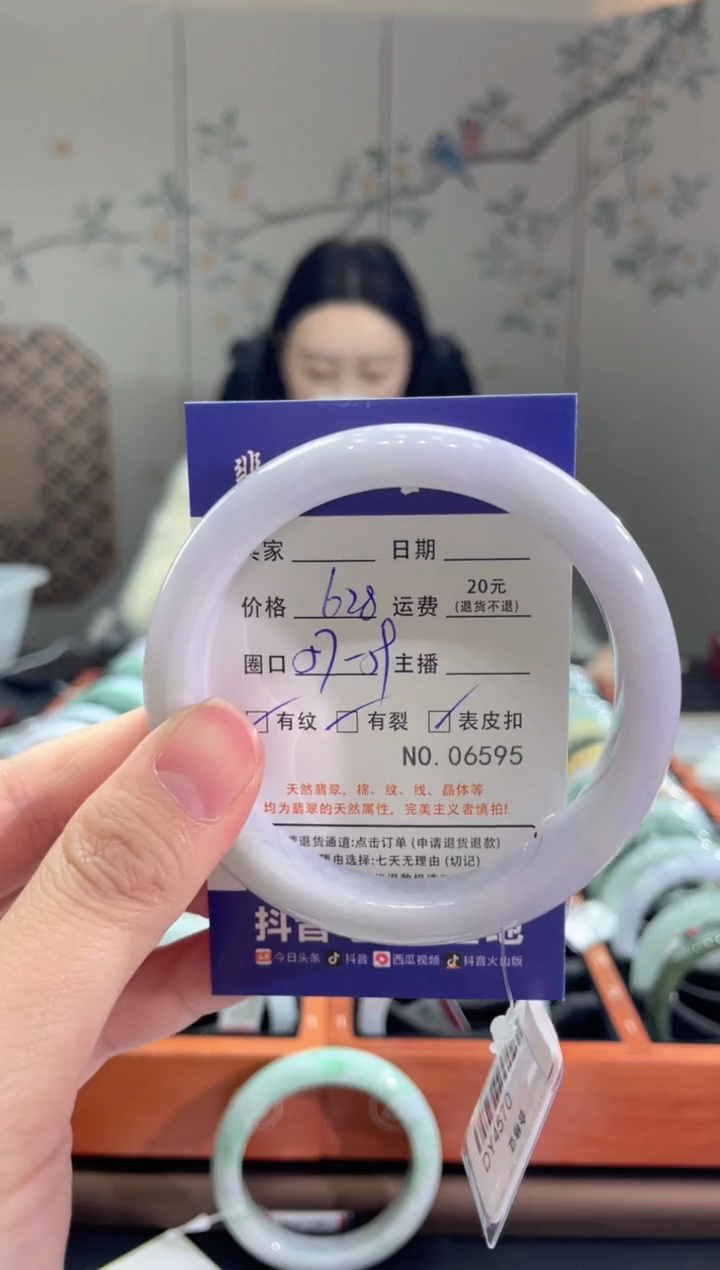 翡
家 日期
价格 628 运费 20元
(退货不退)
圈口 57-58 主播
有纹 有裂 表皮扣
NO. 06595
天然翡翠，棉、纹、线、晶体等
均为翡翠的天然属性，完美主义者慎拍!
退货通道:点击订单 (申请退货退款)
由选择:七天无理由 (切记)
抖音
今日头条 抖音 西瓜视频 抖音火山版
DY4570